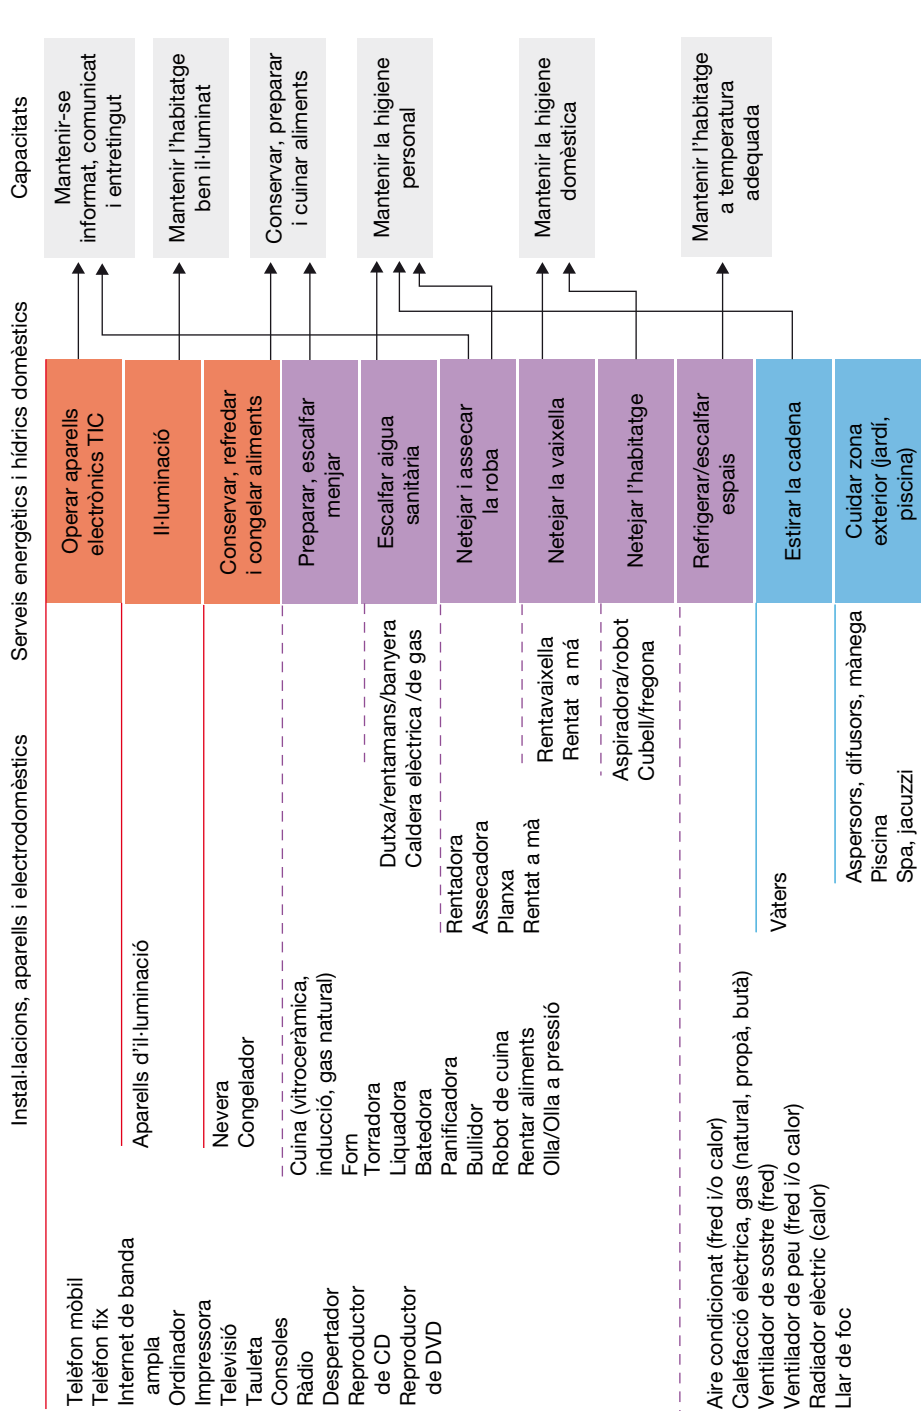 Capacitats
Mantenir-se
informat, comunicat
i entretingut
Mantenir l'habitatge
ben il·luminat
Conservar, preparar
i cuinar aliments
Mantenir la higiene
personal
Mantenir la higiene
domèstica
Mantenir l'habitatge
a temperatura
adequada
Serveis energètics i hídrics domèstics
Operar aparells
electrònics TIC
Il·luminació
Conservar, refredar
i congelar aliments
Preparar, escalfar
menjar
Escalfar aigua
sanitària
Netejar i assecar
la roba
Netejar la vaixella
Netejar l'habitatge
Refrigerar/escalfar
espais
Estirar la cadena
Cuidar zona
exterior (jardí,
piscina)
Instal·lacions, aparells i electrodomèstics
Telèfon mòbil
Telèfon fix
Internet de banda
ampla
Ordinador
Impressora
Televisió
Tauleta
Consoles
Ràdio
Despertador
Reproductor
de CD
Reproductor
de DVD
Aparells d'il·luminació
Nevera
Congelador
Cuina (vitroceràmica,
inducció, gas natural)
Forn
Torradora
Liquadora
Batedora
Panificadora
Bullidor
Robot de cuina
Rentar aliments
Olla/Olla a pressió
Dutxa/rentamans/banyera
Caldera elèctrica /de gas
Rentadora
Assecadora
Planxa
Rentat a mà
Rentavaixella
Rentat a má
Aspiradora/robot
Cubell/fregona
Aire condicionat (fred i/o calor)
Calefacció elèctrica, gas (natural, propà, butà)
Ventilador de sostre (fred)
Ventilador de peu (fred i/o calor)
Radiador elèctric (calor)
Llar de foc
Vàters
Aspersors, difusors, mànega
Piscina
Spa, jacuzzi